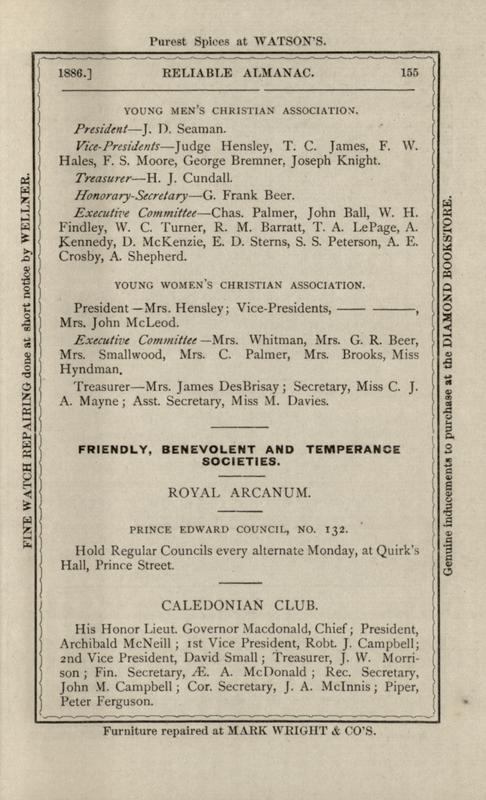 Purest Spices at WATSON'S.
1886.] RELIABLE ALMANAC. 155
YOUNG MEN'S CHRISTIAN ASSOCIATION.
President—J. D. Seaman.
Vice-Presidents—Judge Hensley, T. C. James, F. W.
Hales, F. S. Moore, George Bremner, Joseph Knight.
Treasurer—H. J. Cundall.
Honorary-Secretary—G. Frank Beer.
Executive Committee—Chas. Palmer, John Ball, W. H.
Findley, W. C. Turner, R. M. Barratt, T. A. LePage, A.
Kennedy, D. McKenzie, E. D. Sterns, S. S. Peterson, A. E.
Crosby, A. Shepherd.
YOUNG WOMEN'S CHRISTIAN ASSOCIATION.
President—Mrs. Hensley; Vice-Presidents, —— ——,
Mrs. John McLeod.
Executive Committee—Mrs. Whitman, Mrs. G. R. Beer,
Mrs. Smallwood, Mrs. C. Palmer, Mrs. Brooks, Miss
Hyndman.
Treasurer—Mrs. James DesBrisay; Secretary, Miss C. J.
A. Mayne; Asst. Secretary, Miss M. Davies.
FRIENDLY, BENEVOLENT AND TEMPERANCE
SOCIETIES.
ROYAL ARCANUM.
PRINCE EDWARD COUNCIL, NO. 132.
Hold Regular Councils every alternate Monday, at Quirk's
Hall, Prince Street.
CALEDONIAN CLUB.
His Honor Lieut. Governor Macdonald, Chief; President,
Archibald McNeill; 1st Vice President, Robt. J. Campbell;
2nd Vice President, David Small; Treasurer, J. W. Morri-
son; Fin. Secretary, Æ. A. McDonald; Rec. Secretary,
John M. Campbell; Cor. Secretary, J. A. McInnis; Piper,
Peter Ferguson.
Furniture repaired at MARK WRIGHT & CO'S.
FINE WATCH REPAIRING done at short notice by WELLNER.
Genuine inducements to purchase at the DIAMOND BOOKSTORE.